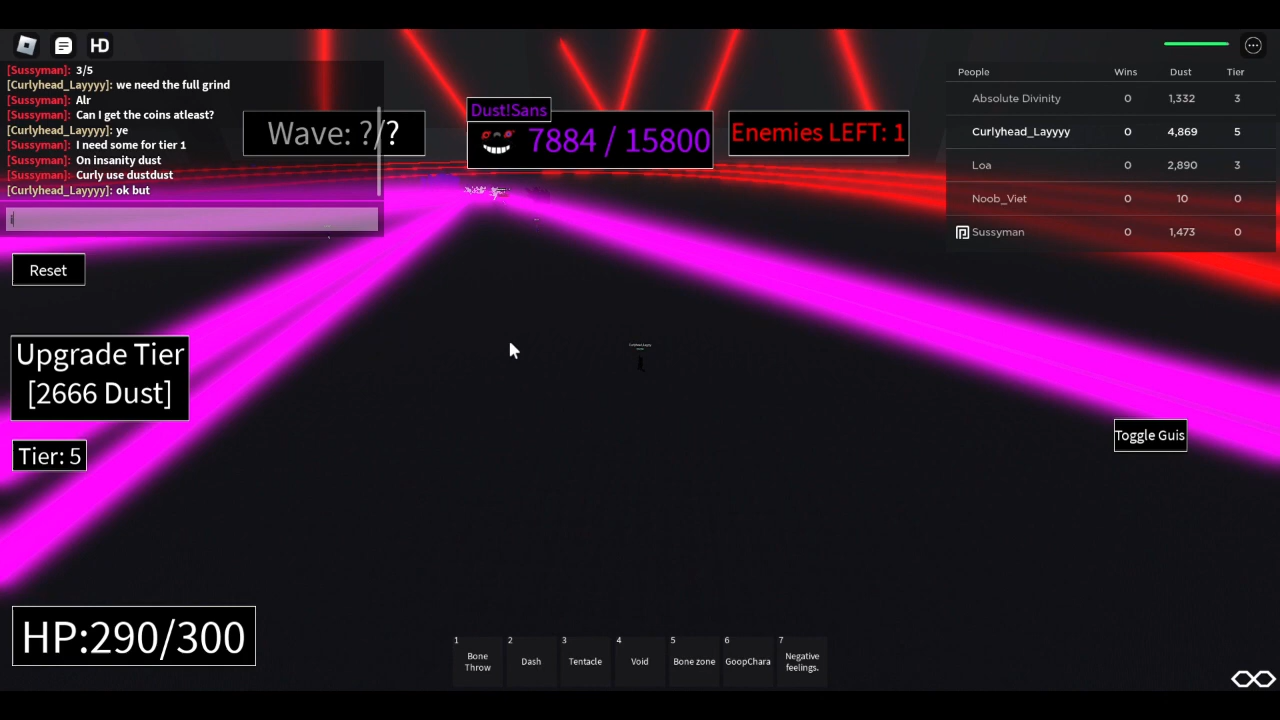 HD
[Sussyman]: 3/5
[Curlyhead_Layyyy]: we need the full grind
[Sussyman]: Alr
[Sussyman]: Can I get the coins atleast?
[Curlyhead_Layyyy]: ye
[Sussyman]: I need some for tier 1
[Sussyman]: On insanity dust
[Sussyman]: Curly use dustdust
[Curlyhead_Layyyy]: ok but
Wave: ?/?
Dust!Sans
7884 / 15800
Enemies LEFT: 1
People Wins Dust Tier
Absolute Divinity 0 1,332 3
Curlyhead_Layyyy 0 4,869 5
Loa 0 2,890 3
Noob_Viet 0 10 0
Sussyman 0 1,473 0
Reset
Upgrade Tier
[2666 Dust]
Tier: 5
Toggle Guis
HP:290/300
1 2 3 4 5 6 7
Bone Throw
Dash
Tentacle
Void
Bone zone
GoopChara
Negative feelings.